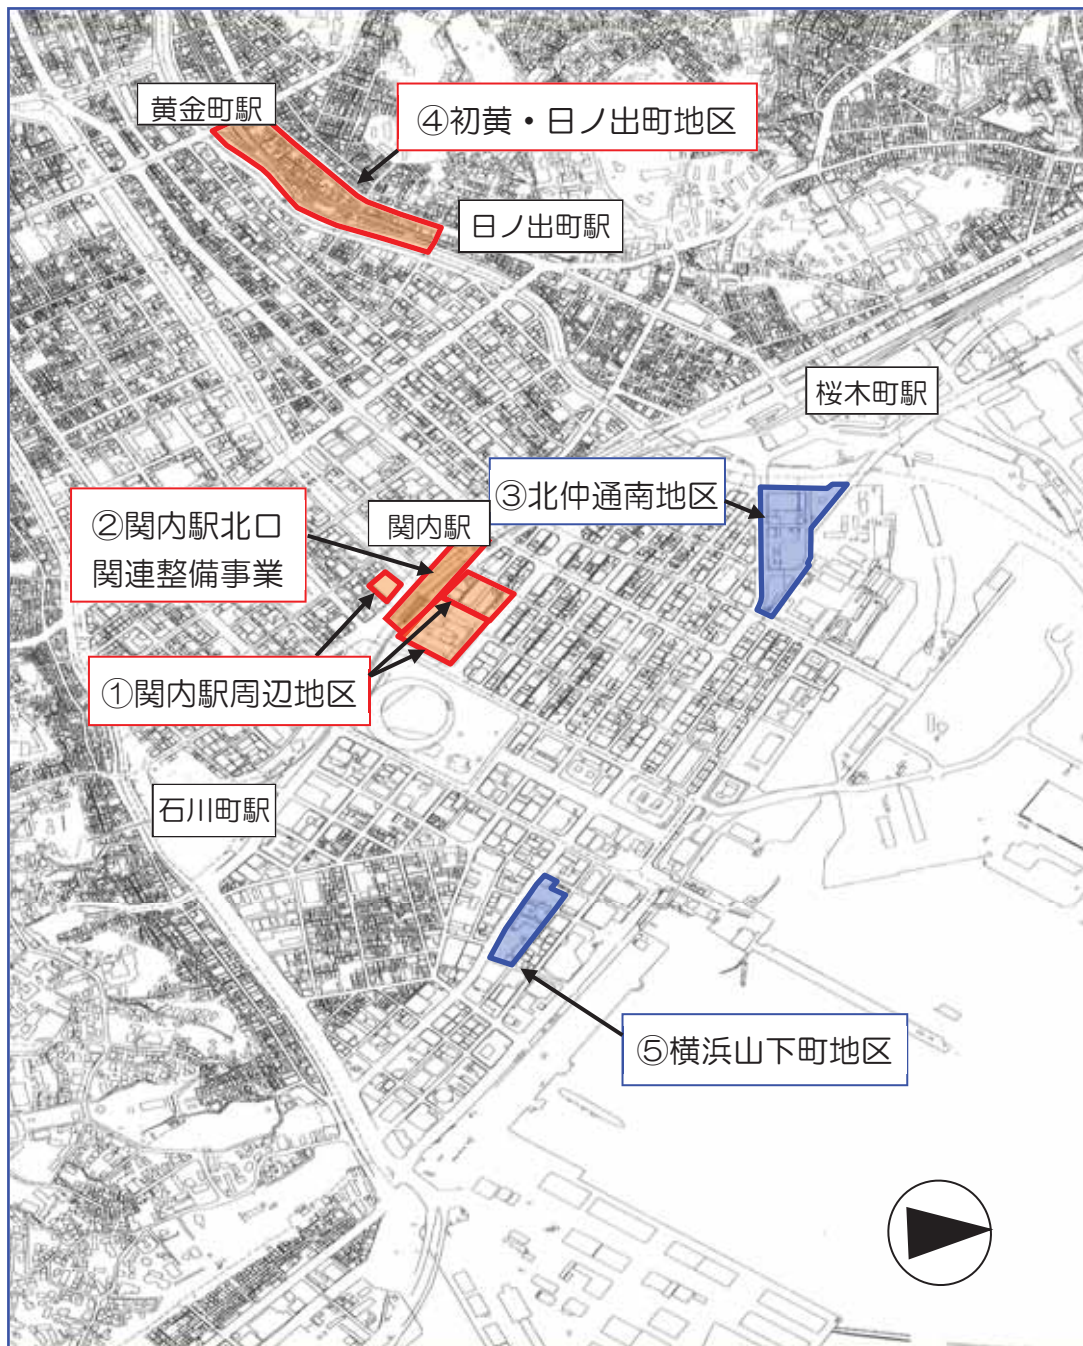 黄金町駅
④初黄・日ノ出町地区
日ノ出町駅
桜木町駅
③北仲通南地区
②関内駅北口
関連整備事業
関内駅
①関内駅周辺地区
石川町駅
⑤横浜山下町地区